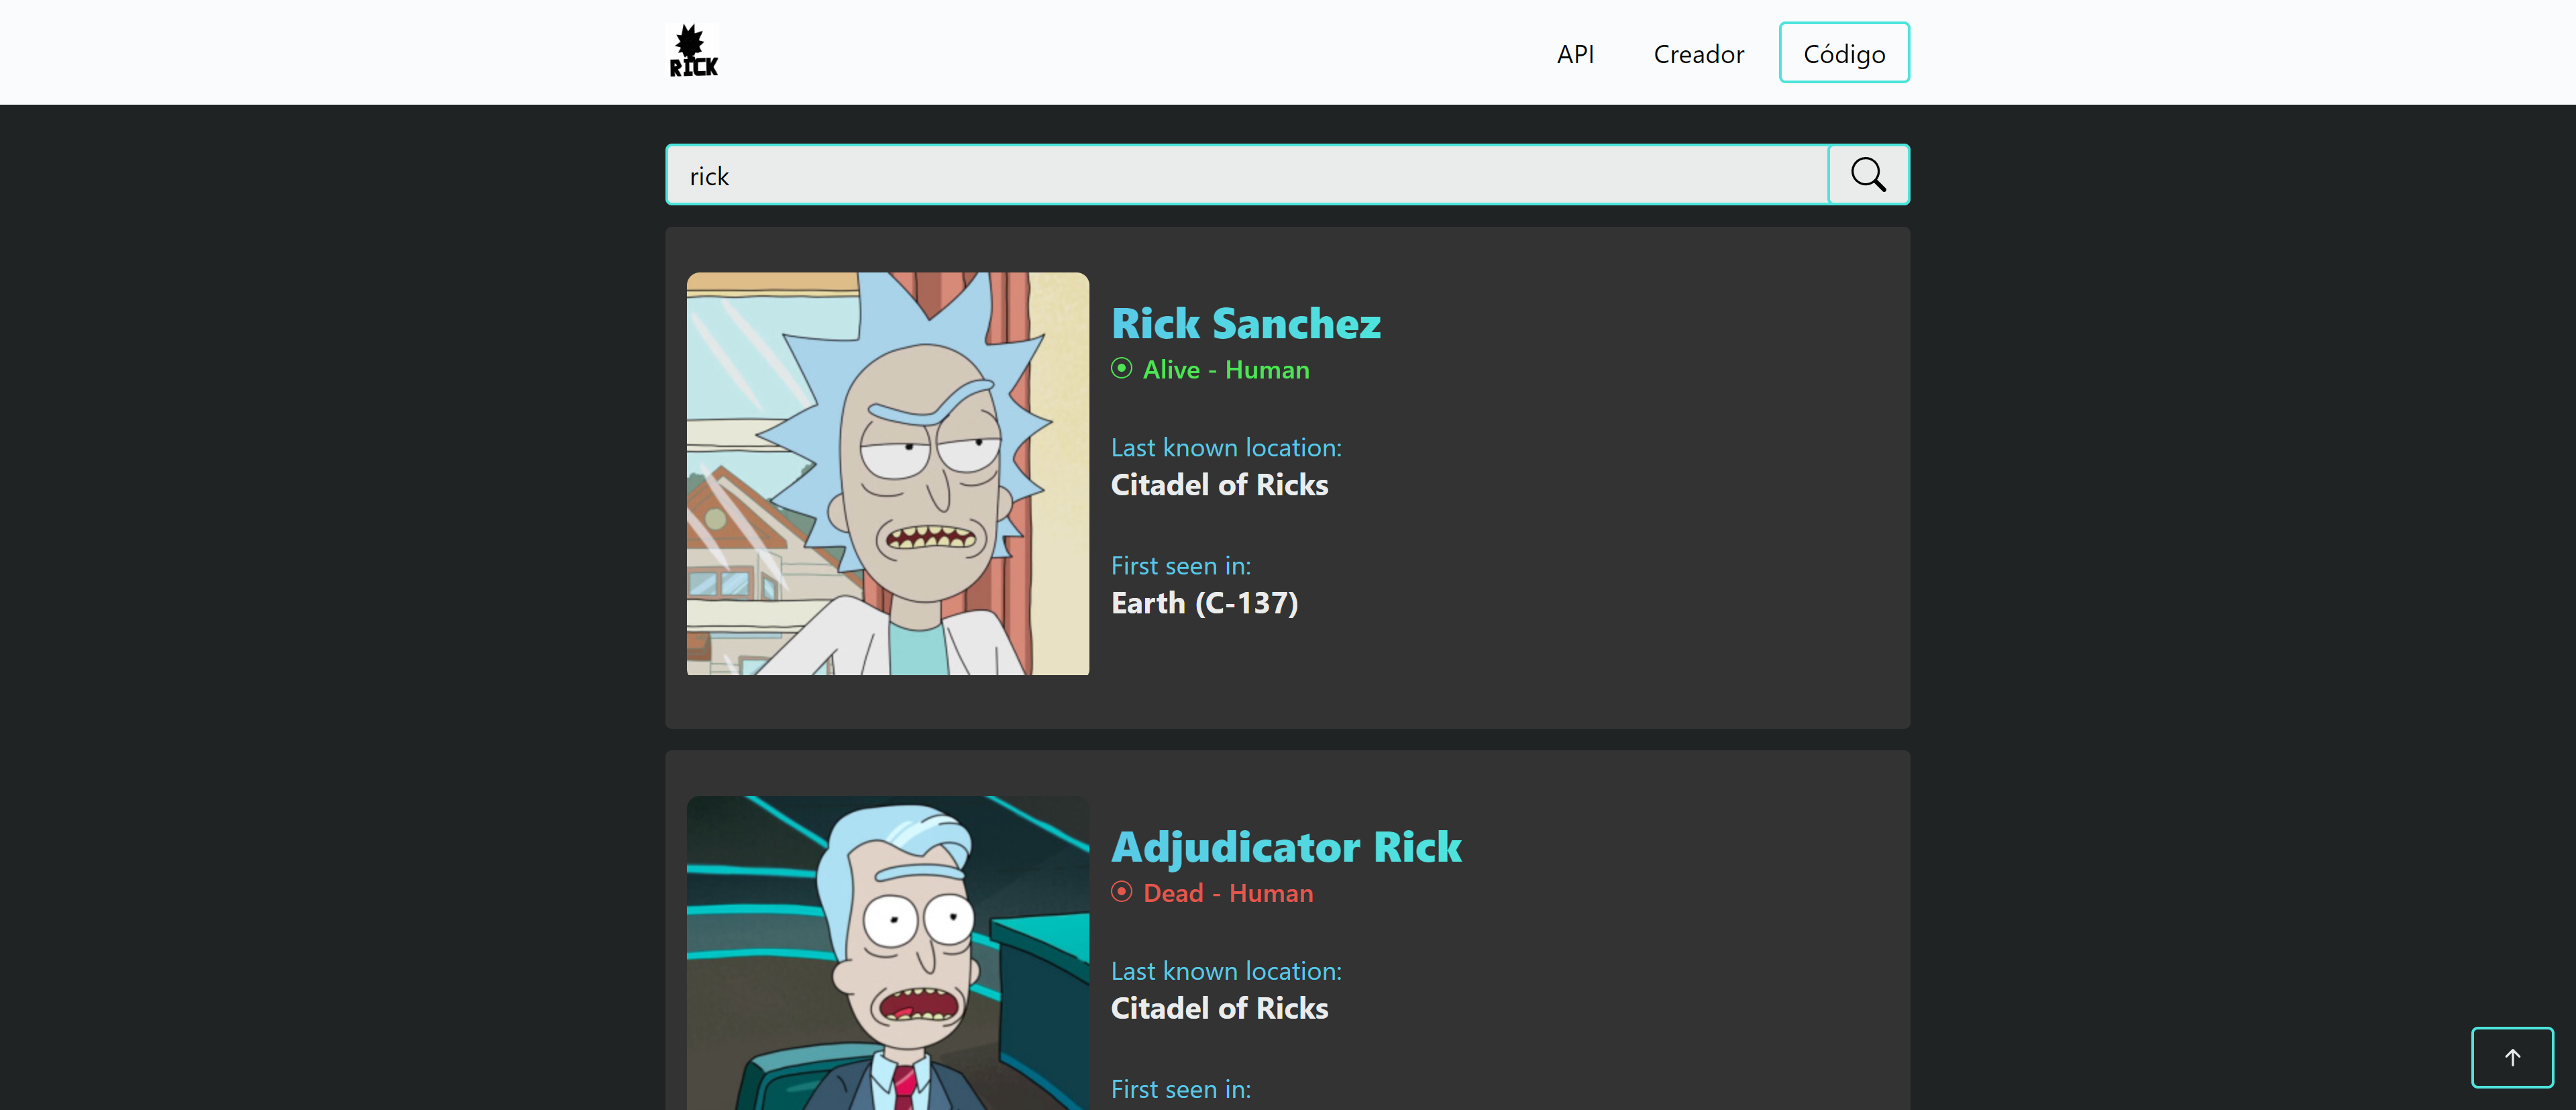 RICK
API
Creador
Código
rick
Rick Sanchez
Alive - Human
Last known location:
Citadel of Ricks
First seen in:
Earth (C-137)
Adjudicator Rick
Dead - Human
Last known location:
Citadel of Ricks
First seen in: